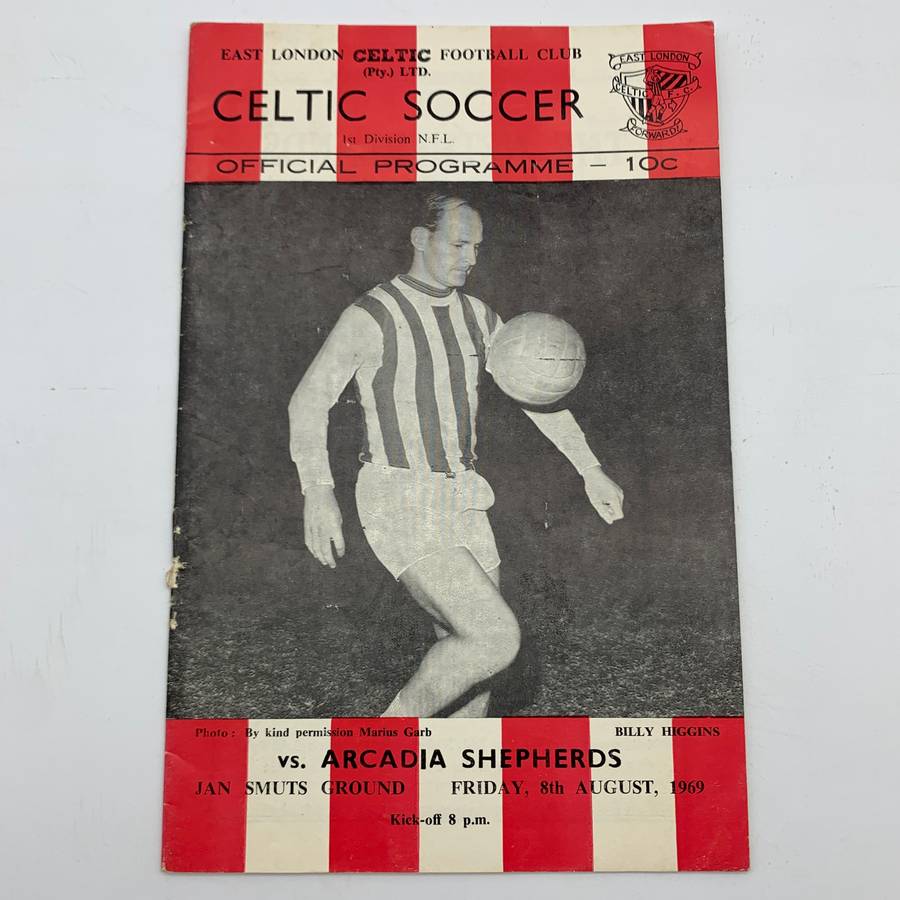 EAST LONDON CELTIC FOOTBALL CLUB
(Pty.) LTD.
CELTIC SOCCER
1st Division N.F.L.
OFFICIAL PROGRAMME – 10c
EAST LONDON
CELTIC F.C.
FORWARD!
Photo: By kind permission Marius Garb
BILLY HIGGINS
vs. ARCADIA SHEPHERDS
JAN SMUTS GROUND FRIDAY, 8th AUGUST, 1969
Kick-off 8 p.m.